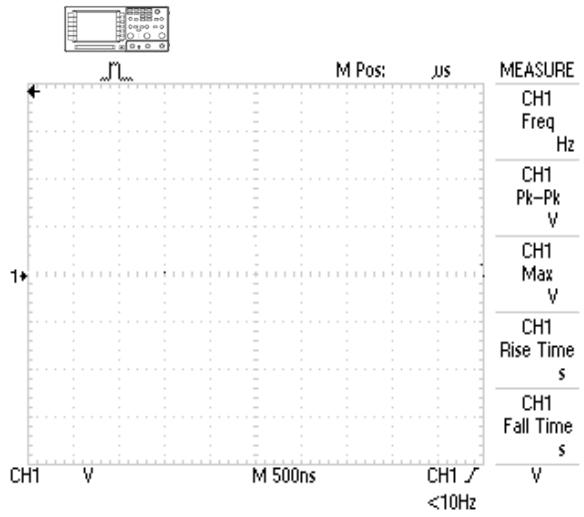 M Pos: µs MEASURE
CH1
Freq
Hz
CH1
Pk-Pk
V
CH1
Max
V
CH1
Rise Time
s
CH1
Fall Time
s
1
CH1 V M 500ns CH1 V
<10Hz